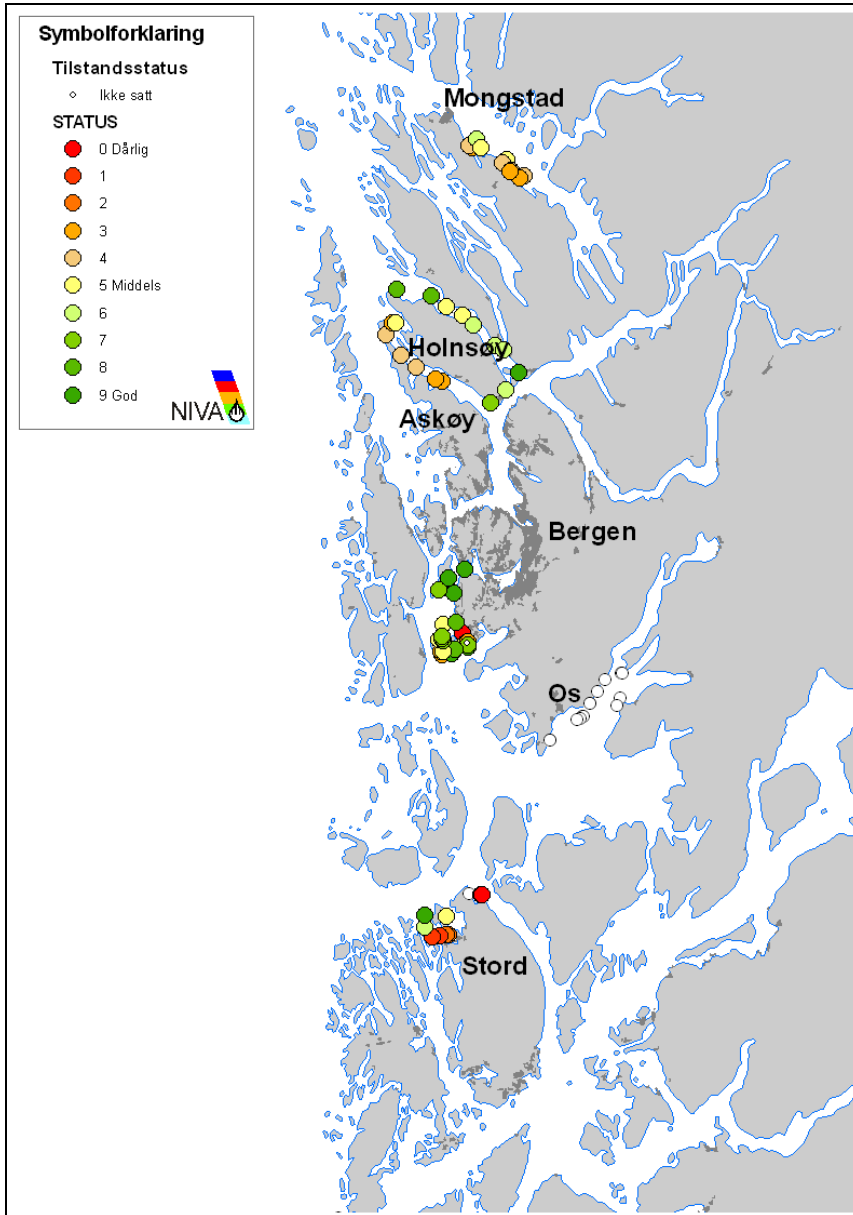 Symbolforklaring
Tilstandsstatus
Ikke satt
STATUS
0 Dårlig
1
2
3
4
5 Middels
6
7
8
9 God
NIVA
Mongstad
Holnsøy
Askøy
Bergen
Os
Stord